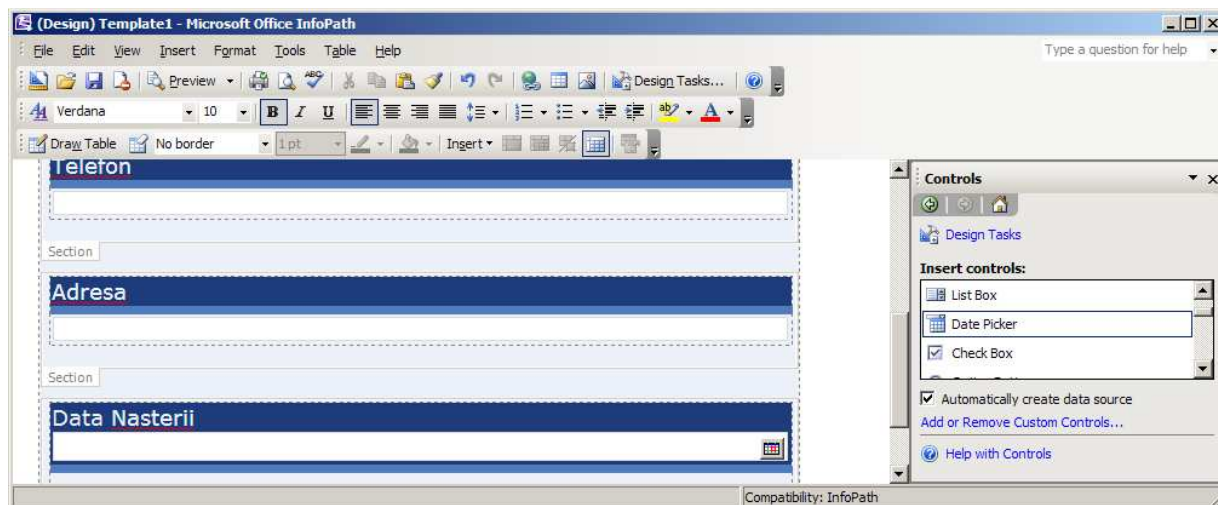 (Design) Template1 - Microsoft Office InfoPath
File Edit View Insert Format Tools Table Help
Type a question for help
Preview
Design Tasks...
Verdana 10 B I U
Draw Table No border 1 pt Insert
Telefon
Section
Adresa
Section
Data Nasterii
Controls
Design Tasks
Insert controls:
List Box
Date Picker
Check Box
Automatically create data source
Add or Remove Custom Controls...
Help with Controls
Compatibility: InfoPath